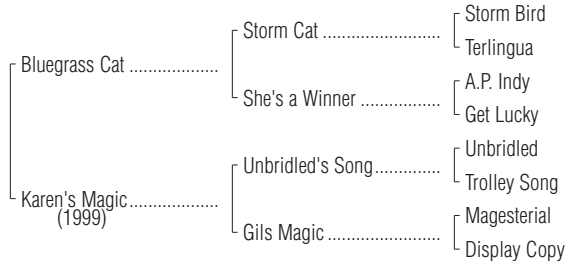 Storm Bird
Storm Cat ......................
Terlingua
Bluegrass Cat .................
A.P. Indy
She's a Winner ...............
Get Lucky
Unbridled
Unbridled's Song.............
Trolley Song
Karen's Magic.................
(1999)
Magesterial
Gils Magic .....................
Display Copy